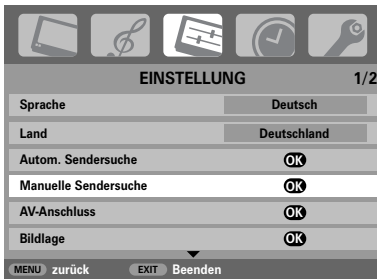 EINSTELLUNG 1/2
Sprache Deutsch
Land Deutschland
Autom. Sendersuche OK
Manuelle Sendersuche OK
AV-Anschluss OK
Bildlage OK
MENU zurück EXIT Beenden